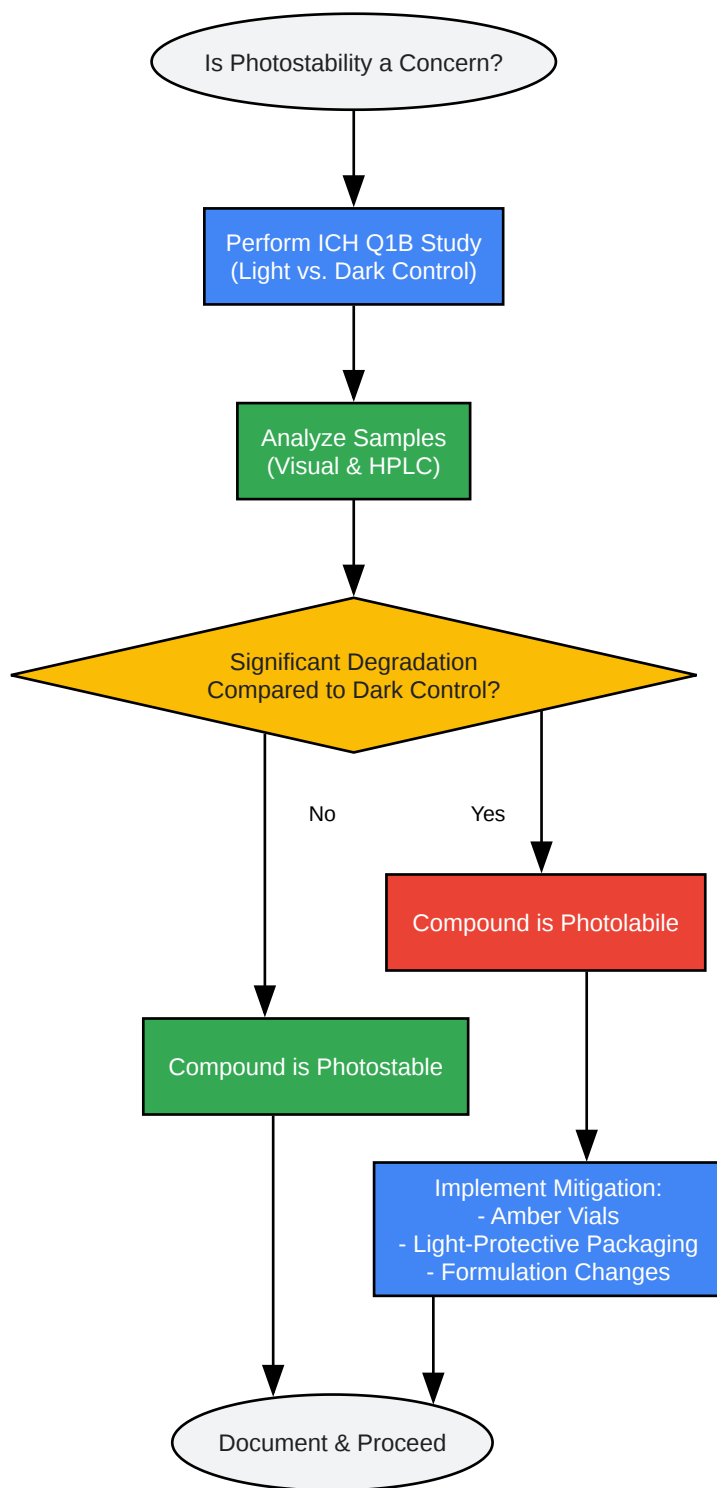 Is Photostability a Concern?
Perform ICH Q1B Study
(Light vs. Dark Control)
Analyze Samples
(Visual & HPLC)
Significant Degradation
Compared to Dark Control?
No
Yes
Compound is Photolabile
Compound is Photostable
Implement Mitigation:
- Amber Vials
- Light-Protective Packaging
- Formulation Changes
Document & Proceed